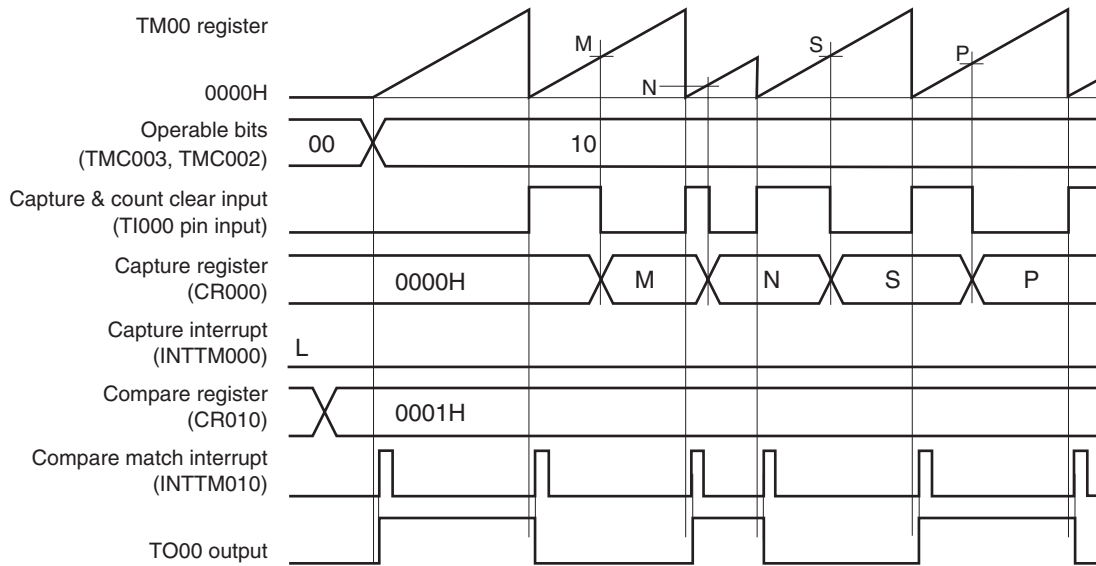 TM00 register
M
S
P
N
0000H
Operable bits
(TMC003, TMC002)
00
10
Capture & count clear input
(TI000 pin input)
Capture register
(CR000)
0000H
M
N
S
P
Capture interrupt
(INTTM000)
L
Compare register
(CR010)
0001H
Compare match interrupt
(INTTM010)
TO00 output